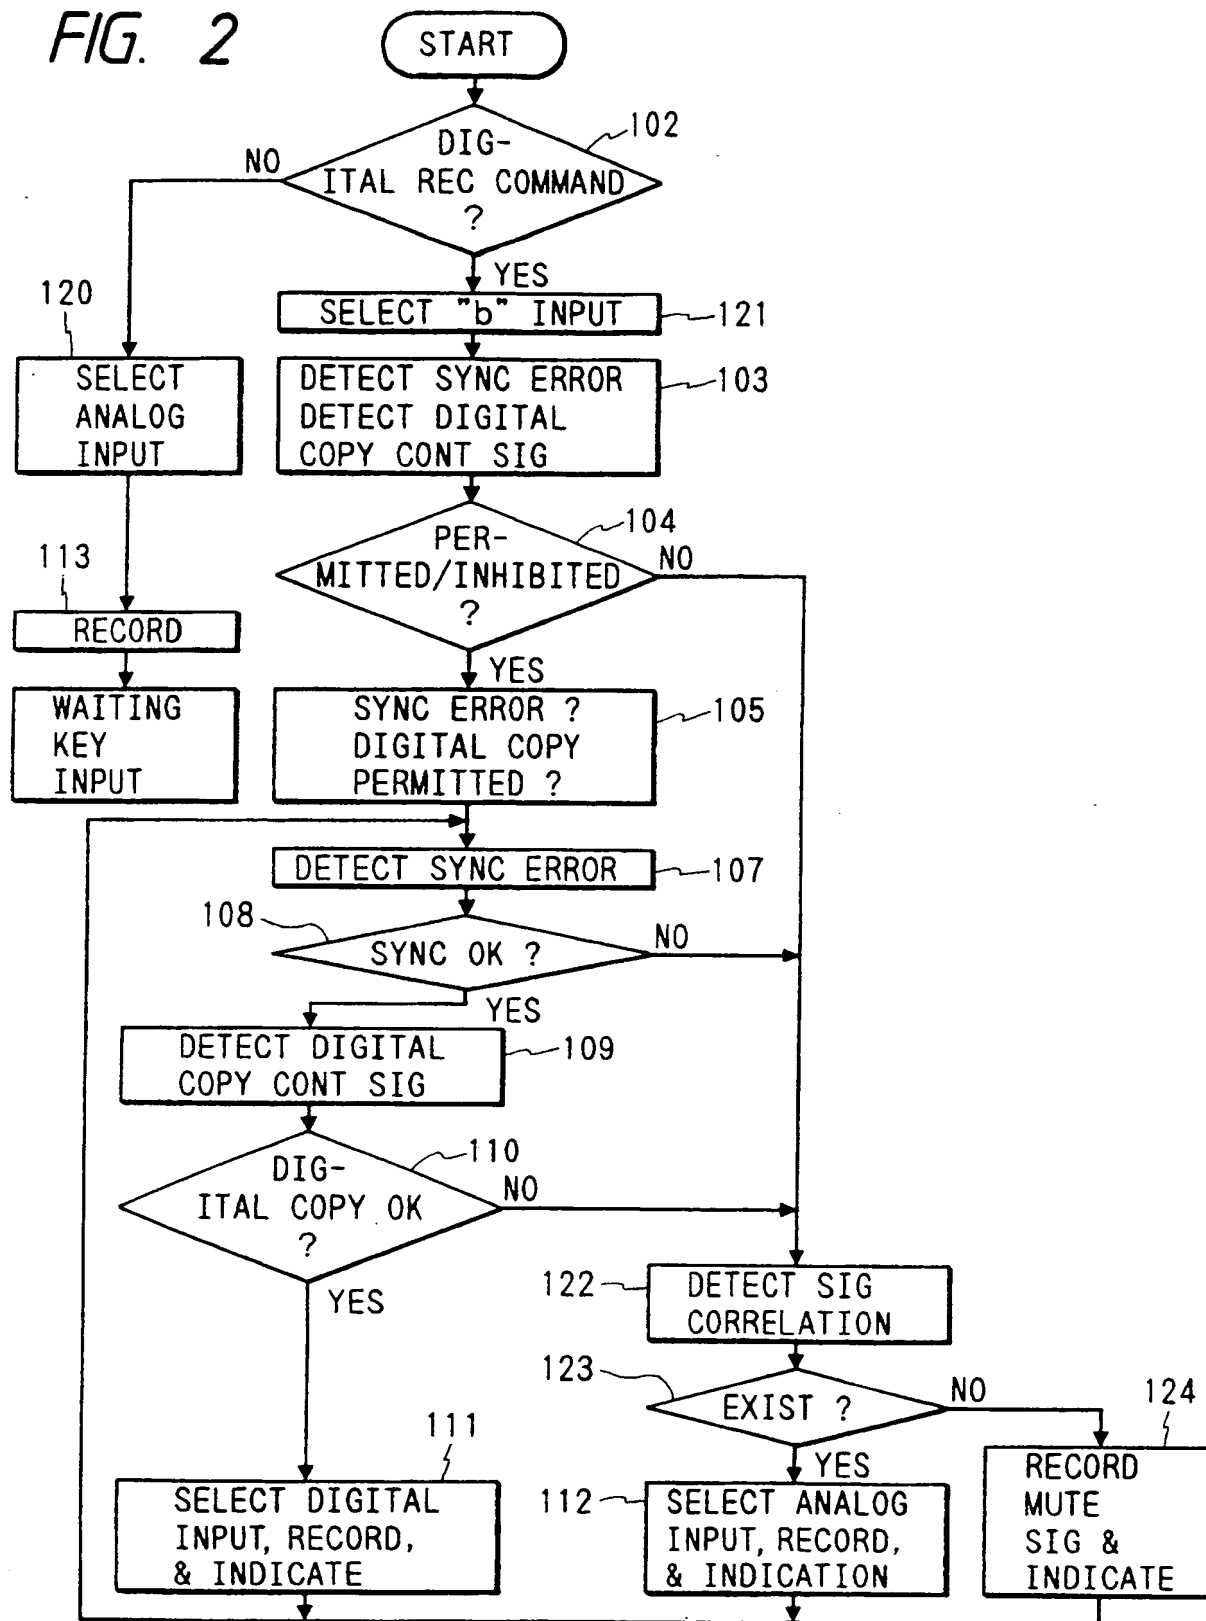 FIG. 2
START
DIG-
ITAL REC COMMAND
?
102
NO
YES
120
SELECT "b" INPUT
121
SELECT
ANALOG
INPUT
DETECT SYNC ERROR
DETECT DIGITAL
COPY CONT SIG
103
PER-
MITTED/INHIBITED
?
104
NO
113
RECORD
YES
WAITING
KEY
INPUT
SYNC ERROR ?
DIGITAL COPY
PERMITTED ?
105
DETECT SYNC ERROR
107
108
SYNC OK ?
NO
YES
DETECT DIGITAL
COPY CONT SIG
109
DIG-
ITAL COPY OK
?
110
NO
YES
122
DETECT SIG
CORRELATION
123
EXIST ?
NO
124
YES
111
SELECT DIGITAL
INPUT, RECORD,
& INDICATE
112
SELECT ANALOG
INPUT, RECORD,
& INDICATION
RECORD
MUTE
SIG &
INDICATE